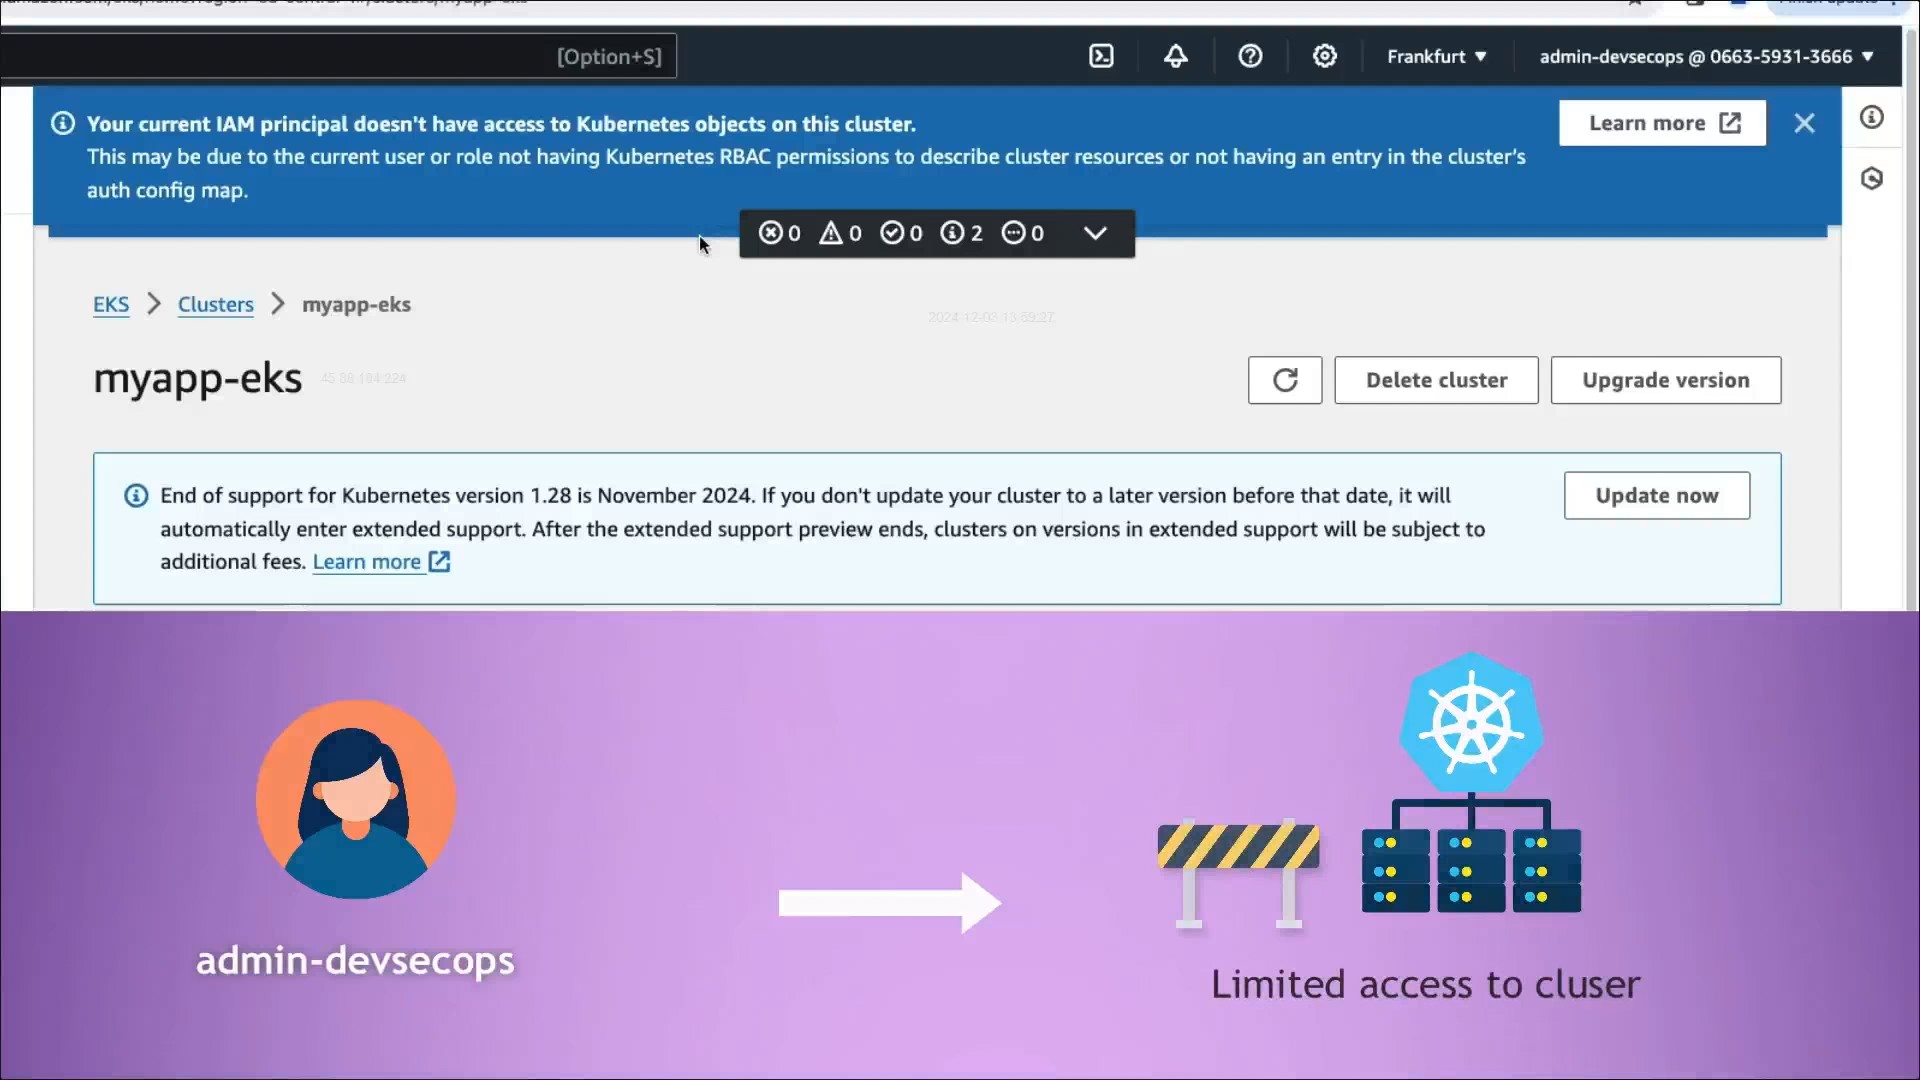 [Option+S]
Frankfurt ▼
admin-devsecops @ 0663-5931-3666 ▼
Your current IAM principal doesn't have access to Kubernetes objects on this cluster.
Learn more
This may be due to the current user or role not having Kubernetes RBAC permissions to describe cluster resources or not having an entry in the cluster's
auth config map.
0 0 0 2 0
EKS > Clusters > myapp-eks
2024-12-02 13:59:27
myapp-eks
Delete cluster
Upgrade version
End of support for Kubernetes version 1.28 is November 2024. If you don't update your cluster to a later version before that date, it will
automatically enter extended support. After the extended support preview ends, clusters on versions in extended support will be subject to
additional fees. Learn more
Update now
admin-devsecops
Limited access to cluser